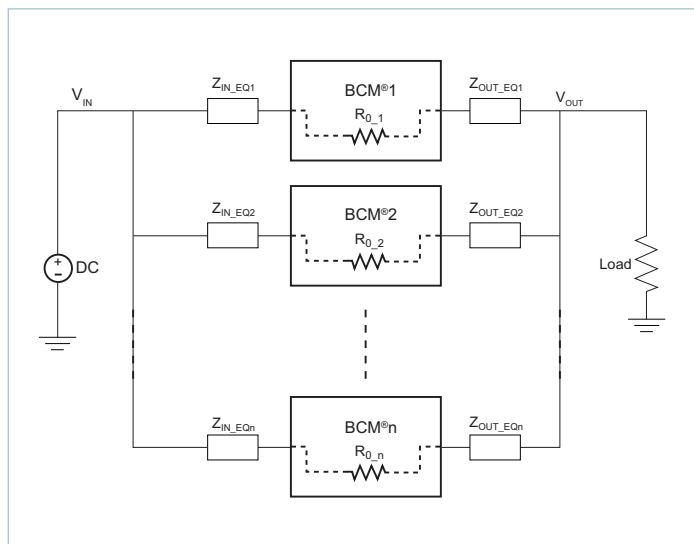 V_IN
Z_IN_EQ1
BCM®1
R_0_1
Z_OUT_EQ1
V_OUT
Z_IN_EQ2
BCM®2
R_0_2
Z_OUT_EQ2
+
-
DC
Load
Z_IN_EQn
BCM®n
R_0_n
Z_OUT_EQn